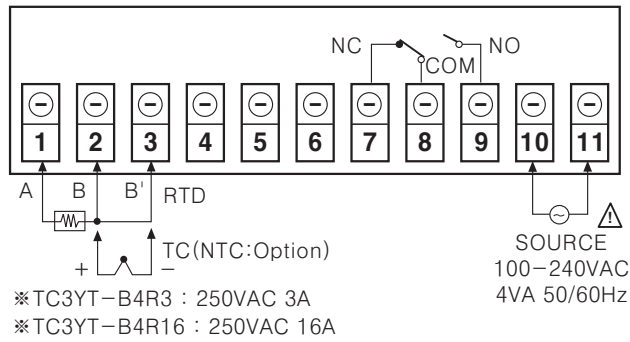 NC NO
COM
1 2 3 4 5 6 7 8 9 10 11
A B B' RTD
TC(NTC:Option)
+ −
SOURCE
100−240VAC
4VA 50/60Hz
※TC3YT−B4R3 : 250VAC 3A
※TC3YT−B4R16 : 250VAC 16A